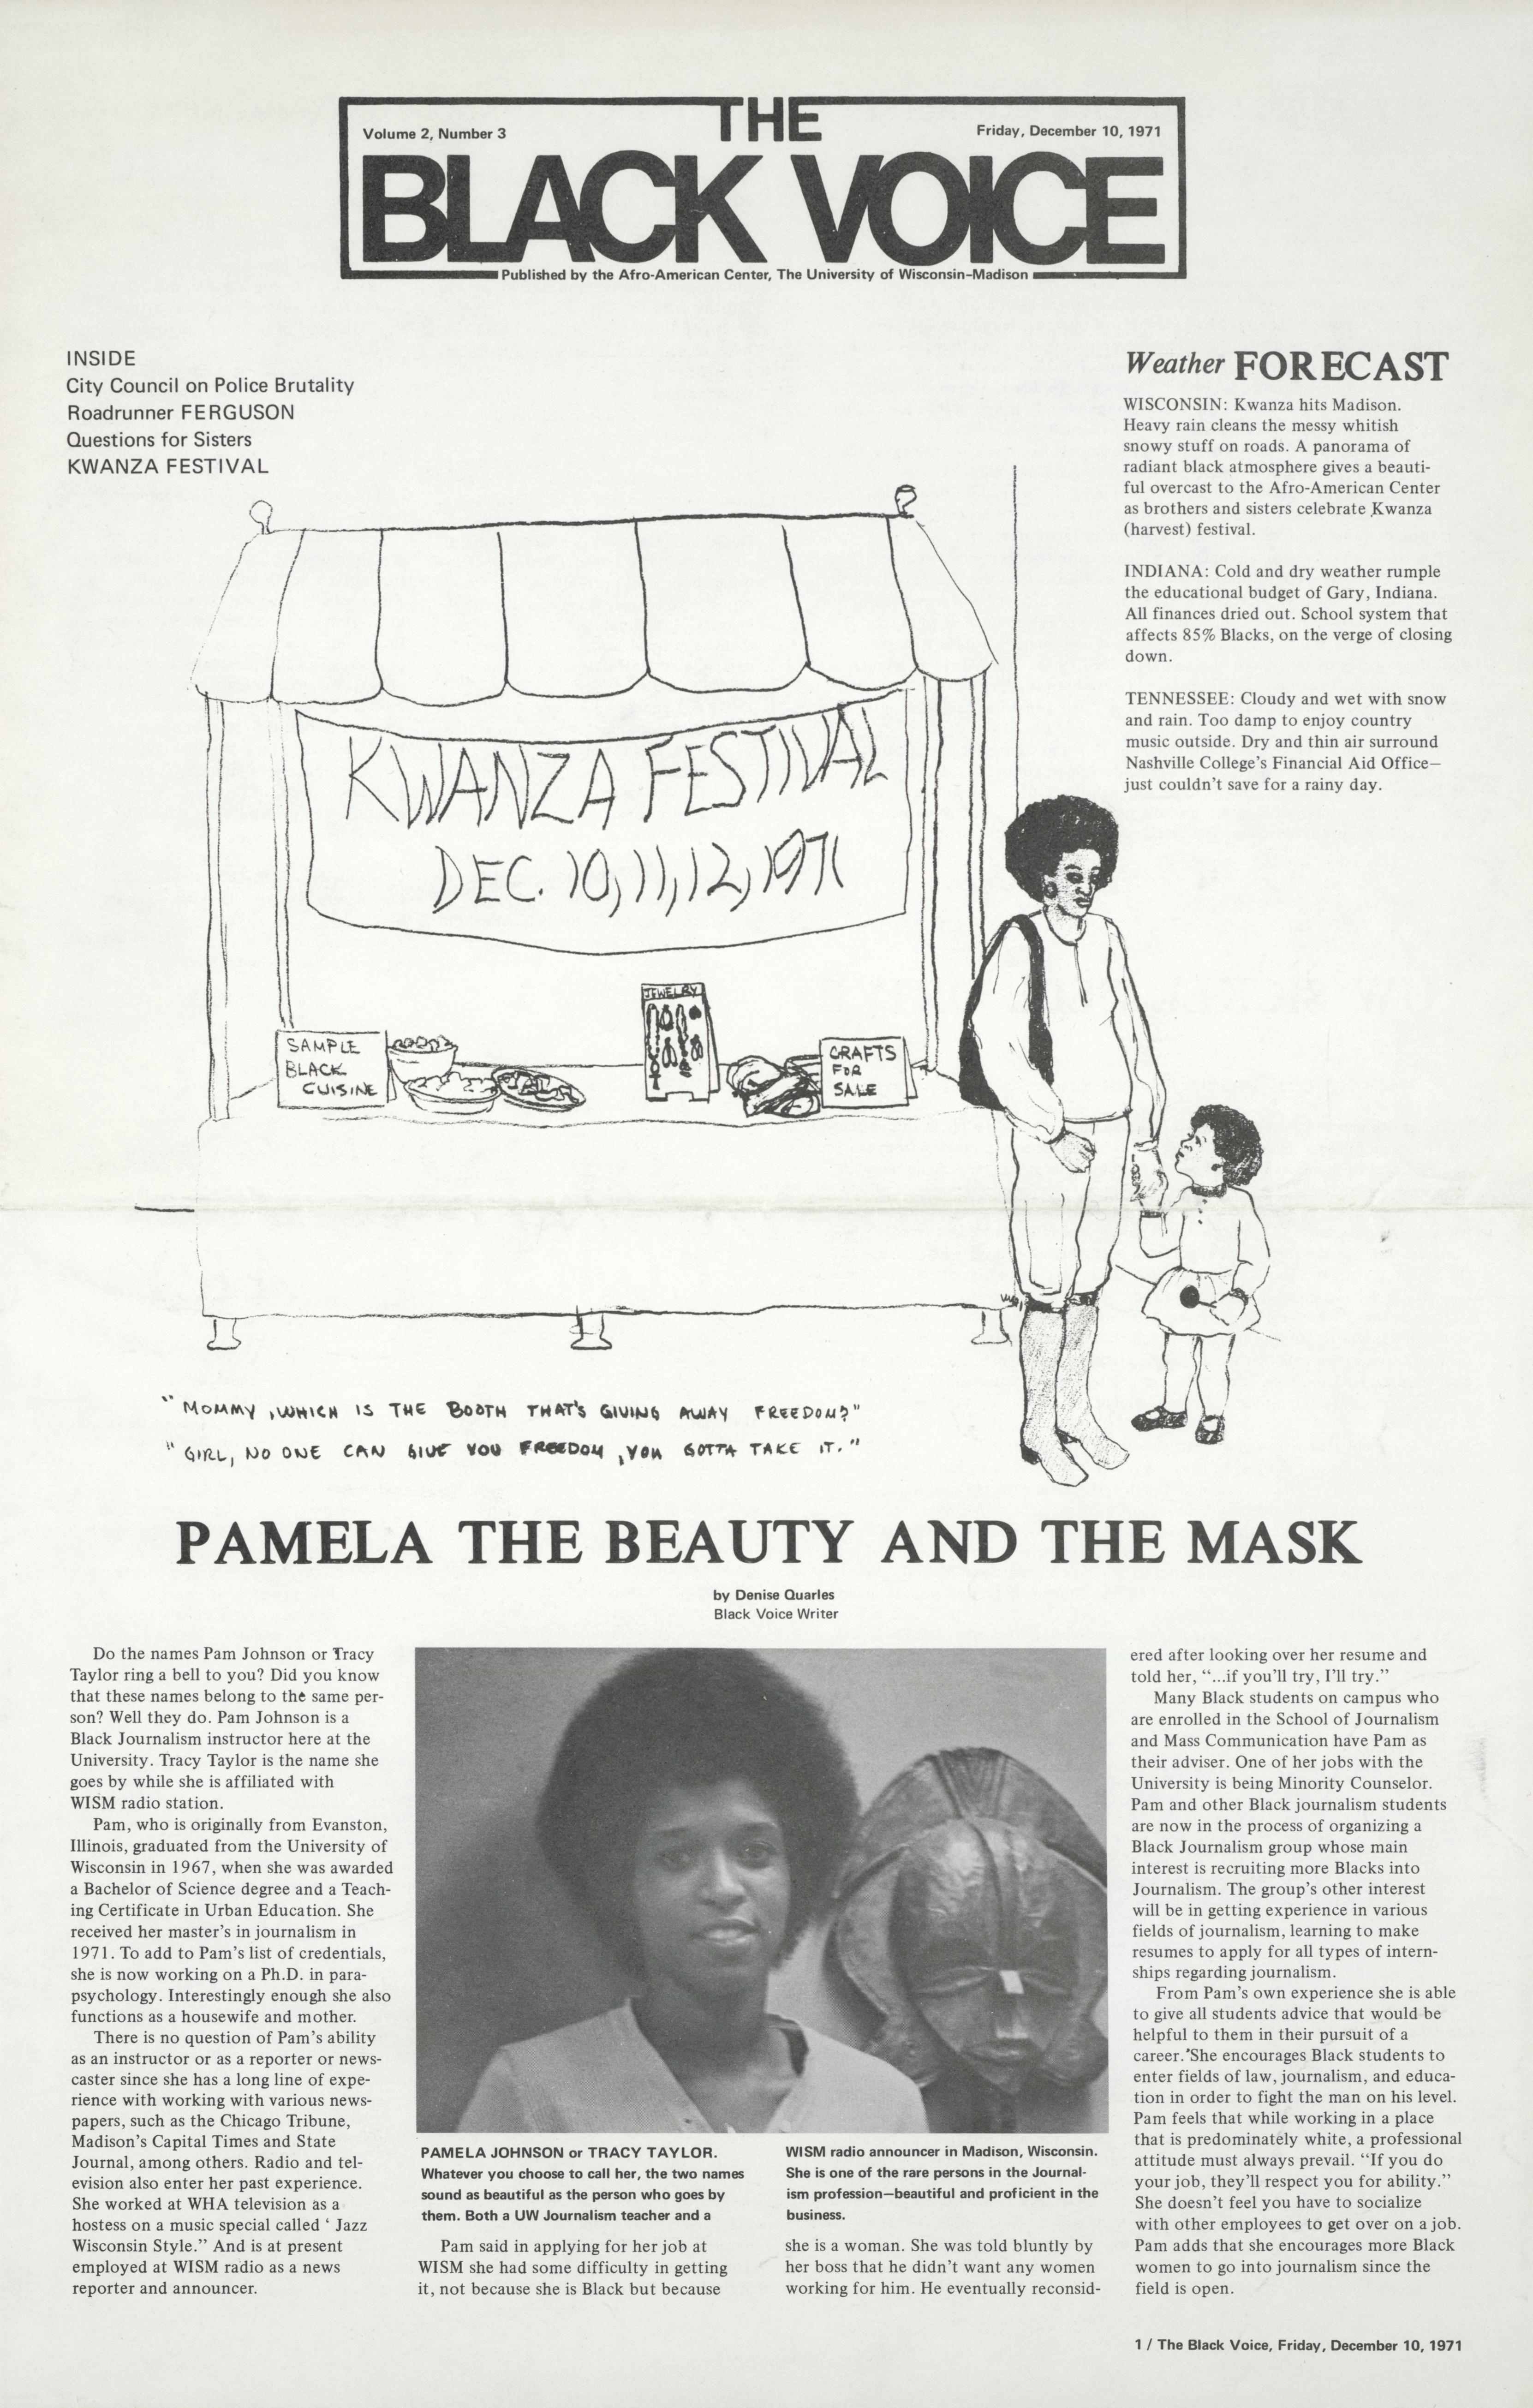 THE
Volume 2, Number 3
Friday, December 10, 1971
BLACK VOICE
Published by the Afro-American Center, The University of Wisconsin–Madison
INSIDE
City Council on Police Brutality
Roadrunner FERGUSON
Questions for Sisters
KWANZA FESTIVAL
Weather FORECAST
WISCONSIN: Kwanza hits Madison.
Heavy rain cleans the messy whitish
snowy stuff on roads. A panorama of
radiant black atmosphere gives a beauti-
ful overcast to the Afro-American Center
as brothers and sisters celebrate Kwanza
(harvest) festival.
INDIANA: Cold and dry weather rumple
the educational budget of Gary, Indiana.
All finances dried out. School system that
affects 85% Blacks, on the verge of closing
down.
TENNESSEE: Cloudy and wet with snow
and rain. Too damp to enjoy country
music outside. Dry and thin air surround
Nashville College's Financial Aid Office—
just couldn't save for a rainy day.
KWANZA FESTIVAL
DEC. 10,11,12,1971
JEWELRY
SAMPLE
BLACK
CUISINE
CRAFTS
FOR
SALE
"MOMMY, WHICH IS THE BOOTH THAT'S GIVING AWAY FREEDOM?"
"GIRL, NO ONE CAN GIVE YOU FREEDOM, YOU GOTTA TAKE IT."
PAMELA THE BEAUTY AND THE MASK
by Denise Quarles
Black Voice Writer
Do the names Pam Johnson or Tracy
Taylor ring a bell to you? Did you know
that these names belong to the same per-
son? Well they do. Pam Johnson is a
Black Journalism instructor here at the
University. Tracy Taylor is the name she
goes by while she is affiliated with
WISM radio station.
Pam, who is originally from Evanston,
Illinois, graduated from the University of
Wisconsin in 1967, when she was awarded
a Bachelor of Science degree and a Teach-
ing Certificate in Urban Education. She
received her master's in journalism in
1971. To add to Pam's list of credentials,
she is now working on a Ph.D. in para-
psychology. Interestingly enough she also
functions as a housewife and mother.
There is no question of Pam's ability
as an instructor or as a reporter or news-
caster since she has a long line of expe-
rience with working with various news-
papers, such as the Chicago Tribune,
Madison's Capital Times and State
Journal, among others. Radio and tel-
evision also enter her past experience.
She worked at WHA television as a
hostess on a music special called ‘ Jazz
Wisconsin Style.” And is at present
employed at WISM radio as a news
reporter and announcer.
PAMELA JOHNSON or TRACY TAYLOR.
Whatever you choose to call her, the two names
sound as beautiful as the person who goes by
them. Both a UW Journalism teacher and a
WISM radio announcer in Madison, Wisconsin.
She is one of the rare persons in the Journal-
ism profession—beautiful and proficient in the
business.
Pam said in applying for her job at
WISM she had some difficulty in getting
it, not because she is Black but because
she is a woman. She was told bluntly by
her boss that he didn't want any women
working for him. He eventually reconsid-
ered after looking over her resume and
told her, “...if you'll try, I'll try.”
Many Black students on campus who
are enrolled in the School of Journalism
and Mass Communication have Pam as
their adviser. One of her jobs with the
University is being Minority Counselor.
Pam and other Black journalism students
are now in the process of organizing a
Black Journalism group whose main
interest is recruiting more Blacks into
Journalism. The group's other interest
will be in getting experience in various
fields of journalism, learning to make
resumes to apply for all types of intern-
ships regarding journalism.
From Pam's own experience she is able
to give all students advice that would be
helpful to them in their pursuit of a
career. She encourages Black students to
enter fields of law, journalism, and educa-
tion in order to fight the man on his level.
Pam feels that while working in a place
that is predominately white, a professional
attitude must always prevail. “If you do
your job, they'll respect you for ability.”
She doesn't feel you have to socialize
with other employees to get over on a job.
Pam adds that she encourages more Black
women to go into journalism since the
field is open.
1 / The Black Voice, Friday, December 10, 1971